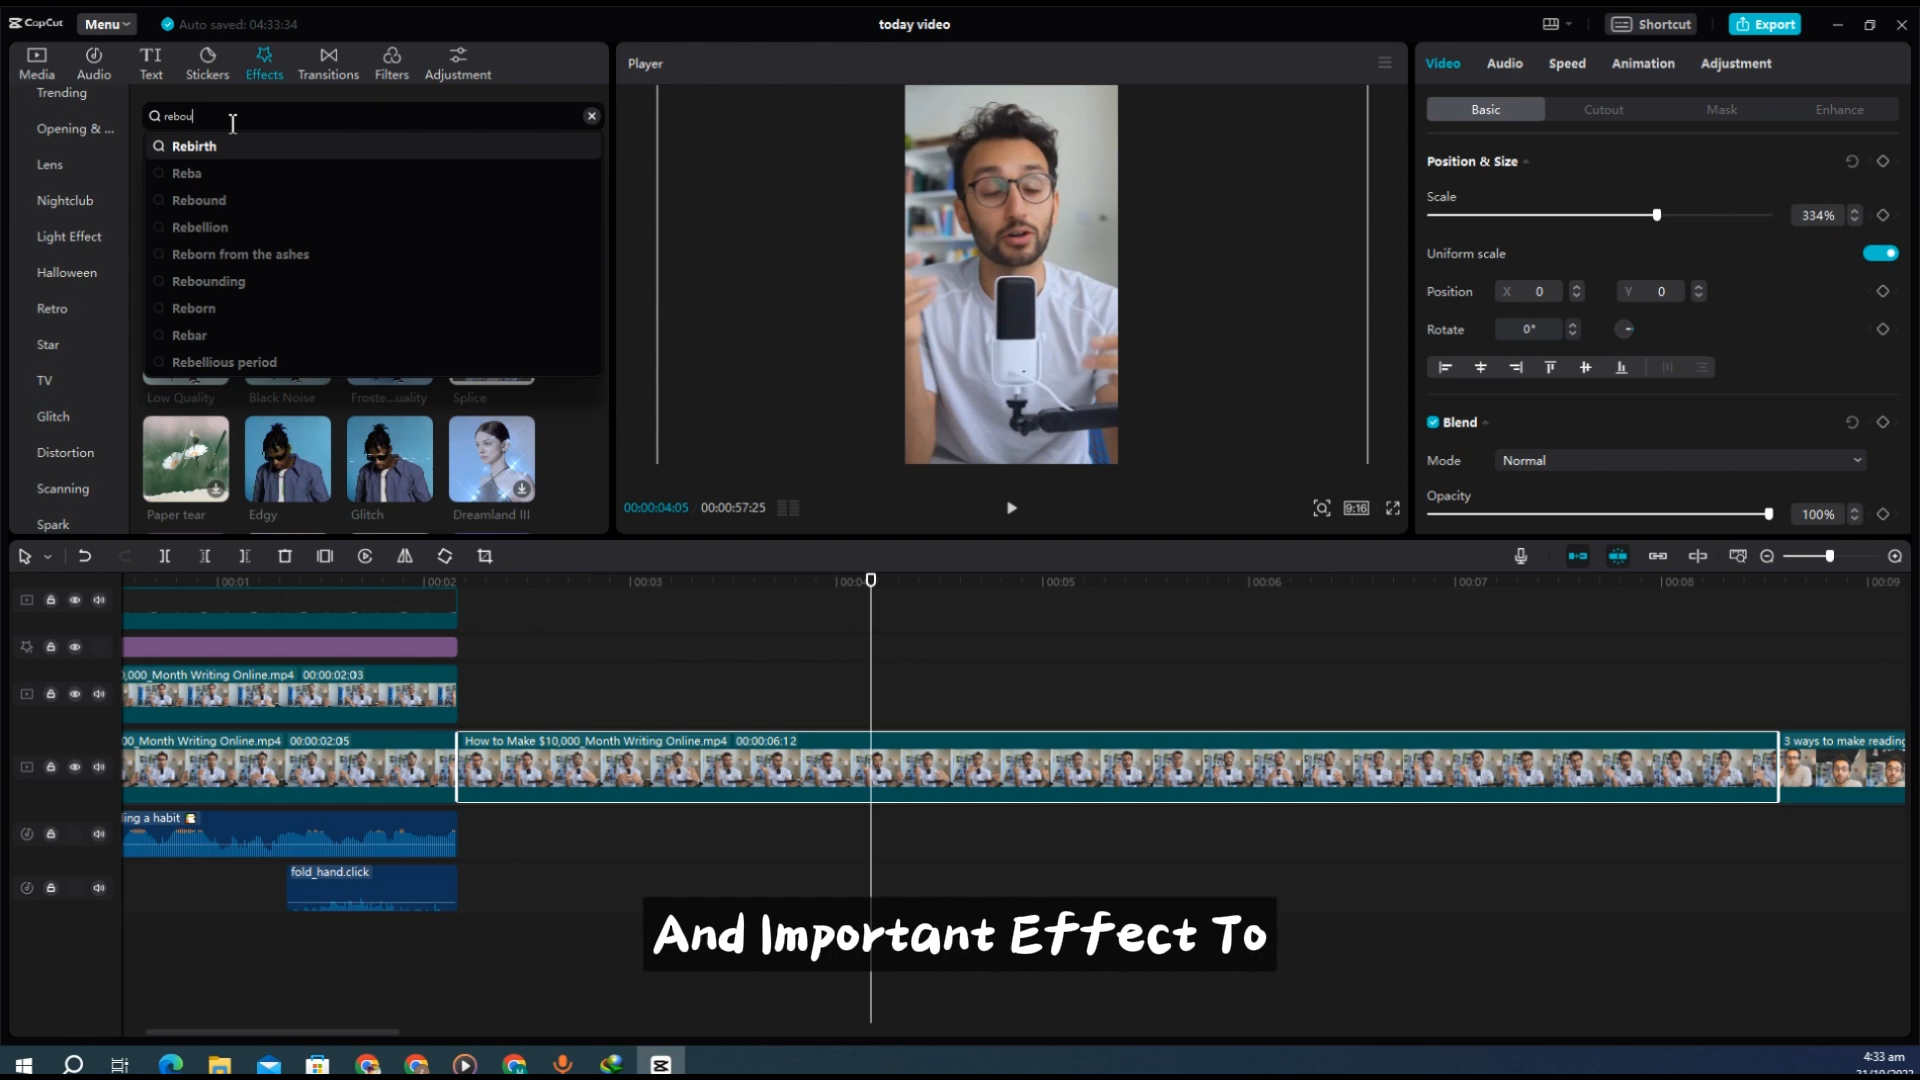 CapCut
Menu
Auto saved: 04:33:34
today video
Shortcut
Export
Media
Audio
Text
Stickers
Effects
Transitions
Filters
Adjustment
Trending
Opening & ...
Lens
Nightclub
Light Effect
Halloween
Retro
Star
TV
Glitch
Distortion
Scanning
Spark
rebou
Rebirth
Reba
Rebound
Rebellion
Reborn from the ashes
Rebounding
Reborn
Rebar
Rebellious period
Low Quality
Black Noise
Froste...uality
Splice
Paper tear
Edgy
Glitch
Dreamland III
Player
00:00:04:05 / 00:00:57:25
9:16
Video
Audio
Speed
Animation
Adjustment
Basic
Cutout
Mask
Enhance
Position & Size
Scale
334%
Uniform scale
Position
X 0
Y 0
Rotate
0°
Blend
Mode
Normal
Opacity
100%
00:01
00:02
00:03
00:04
00:05
00:06
00:07
00:08
00:09
0,000_Month Writing Online.mp4 00:00:02:03
00_Month Writing Online.mp4 00:00:02:05
How to Make $10,000_Month Writing Online.mp4 00:00:06:12
3 ways to make reading
ing a habit
fold_hand.click
And Important Effect To
4:33 am